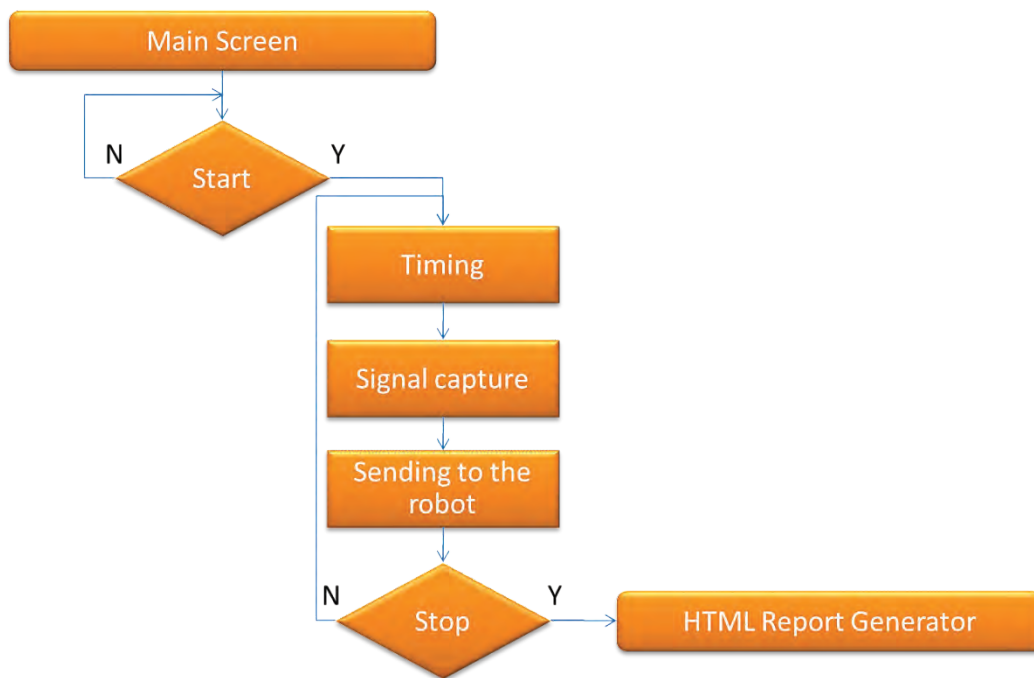 Main Screen
N
Y
Start
Timing
Signal capture
Sending to the
robot
N
Y
Stop
HTML Report Generator